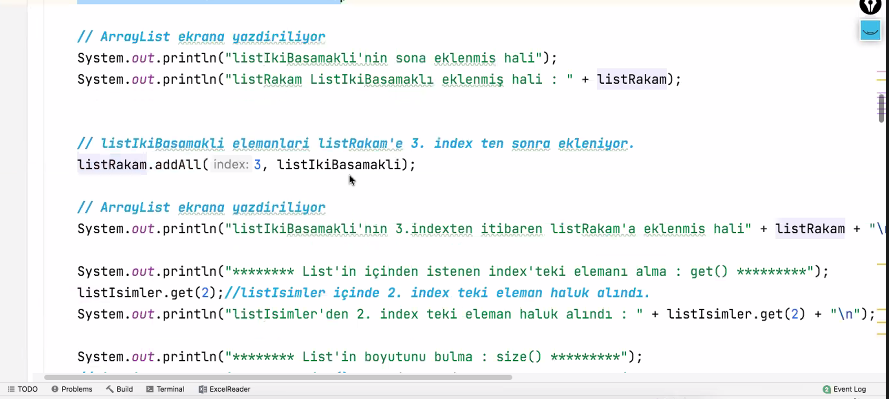 // ArrayList ekrana yazdiriliyor
System.out.println("listIkiBasamakli'nin sona eklenmis hali");
System.out.println("listRakam ListIkiBasamaklı eklenmiş hali : " + listRakam);
// listIkiBasamakli elemanlari listRakam'e 3. index ten sonra ekleniyor.
listRakam.addAll( index: 3, listIkiBasamakli);
// ArrayList ekrana yazdiriliyor
System.out.println("listIkiBasamakli'nın 3.indexten itibaren listRakam'a eklenmis hali" + listRakam + "\n
System.out.println("******** List'in içinden istenen index'teki elemanı alma : get() *********");
listIsimler.get(2);//listIsimler içinde 2. index teki eleman haluk alındı.
System.out.println("listIsimler'den 2. index teki eleman haluk alındı : " + listIsimler.get(2) + "\n");
System.out.println("******** List'in boyutunu bulma : size() *********");
TODO Problems Build Terminal ExcelReader 2 Event Log